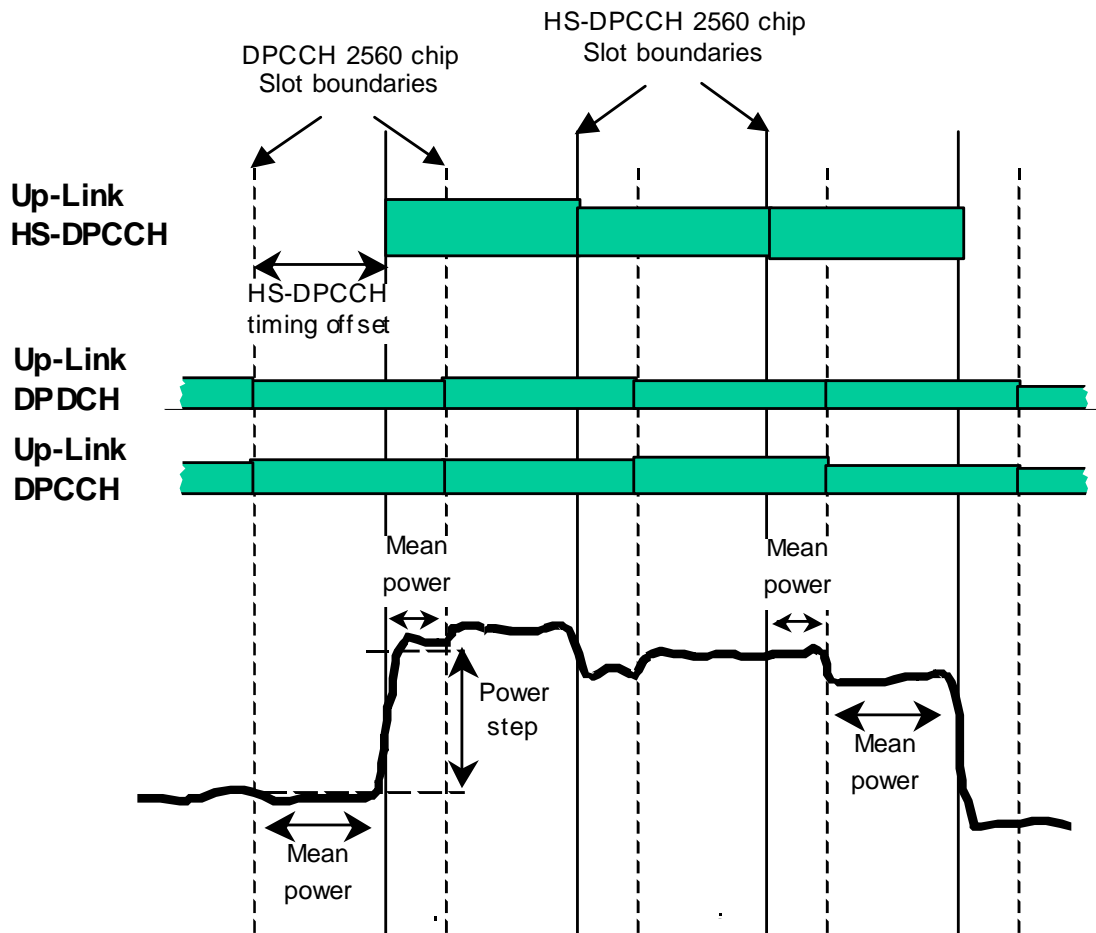 HS-DPCCH 2560 chip
Slot boundaries
DPCCH 2560 chip
Slot boundaries
Up-Link
HS-DPCCH
HS-DPCCH
timing offset
Up-Link
DPDCH
Up-Link
DPCCH
Mean
power
Mean
power
Power
step
Mean
power
Mean
power